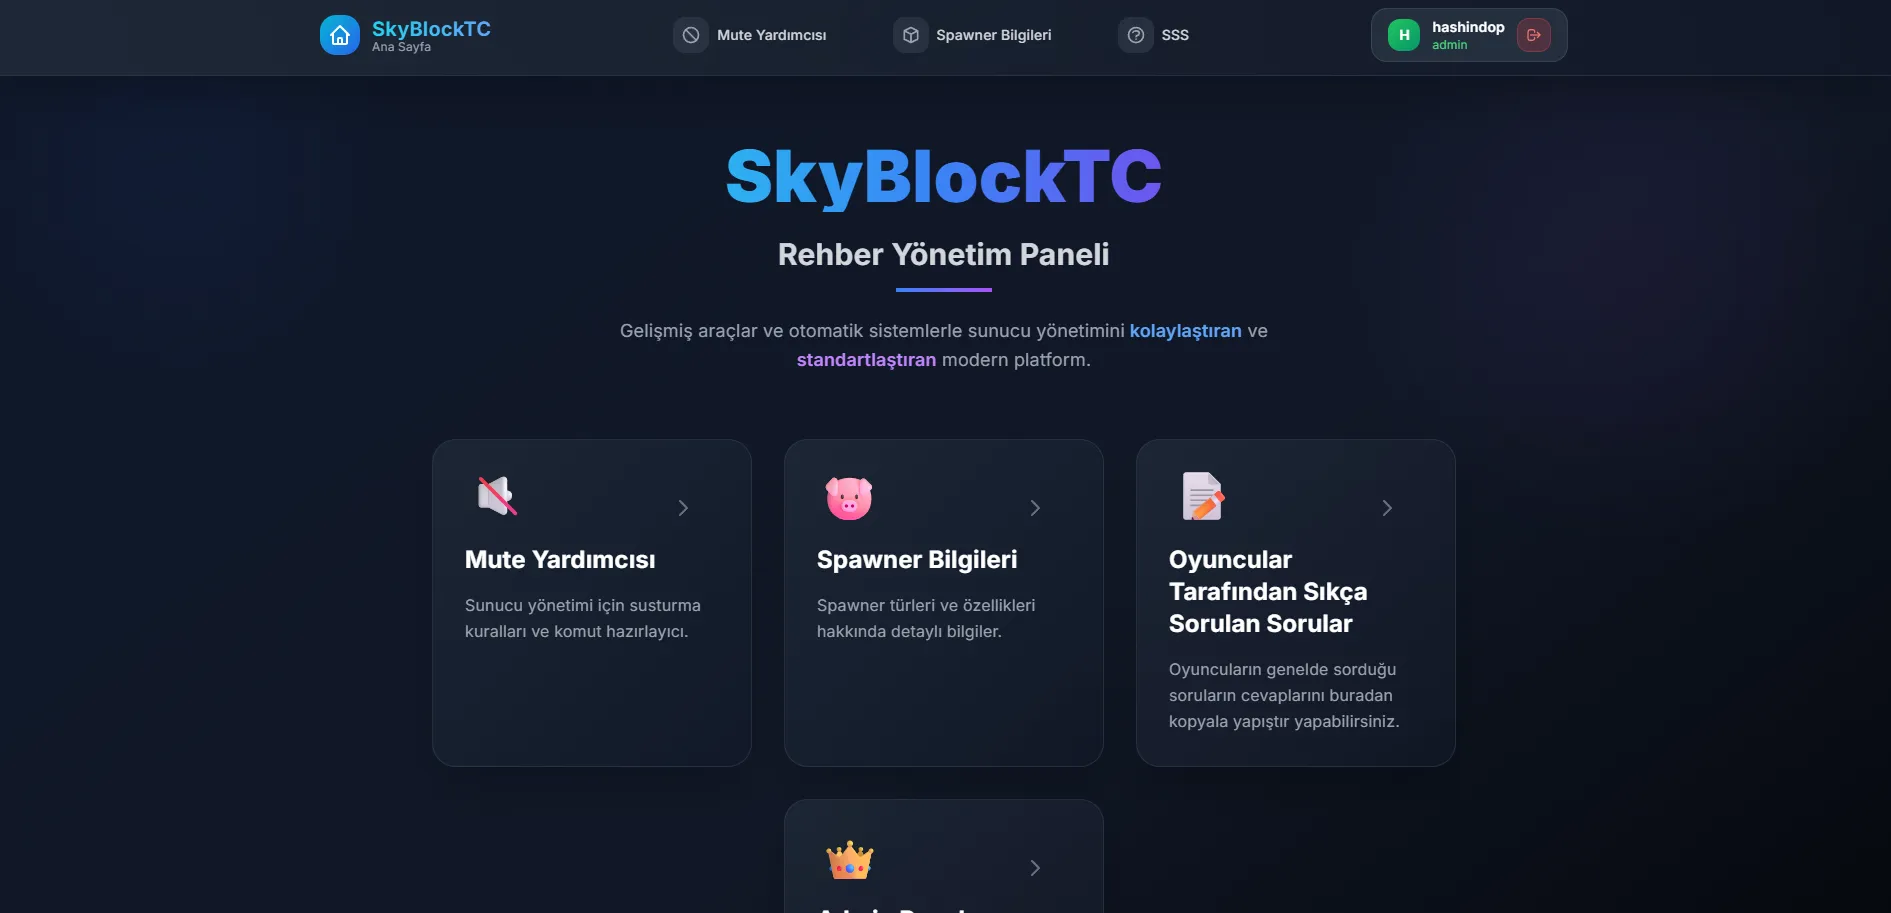 SkyBlockTC
Ana Sayfa
Mute Yardımcısı
Spawner Bilgileri
SSS
H
hashindop
admin
SkyBlockTC
Rehber Yönetim Paneli
Gelişmiş araçlar ve otomatik sistemlerle sunucu yönetimini kolaylaştıran ve
standartlaştıran modern platform.
Mute Yardımcısı
Sunucu yönetimi için susturma
kuralları ve komut hazırlayıcı.
Spawner Bilgileri
Spawner türleri ve özellikleri
hakkında detaylı bilgiler.
Oyuncular
Tarafından Sıkça
Sorulan Sorular
Oyuncuların genelde sorduğu
soruların cevaplarını buradan
kopyala yapıştır yapabilirsiniz.